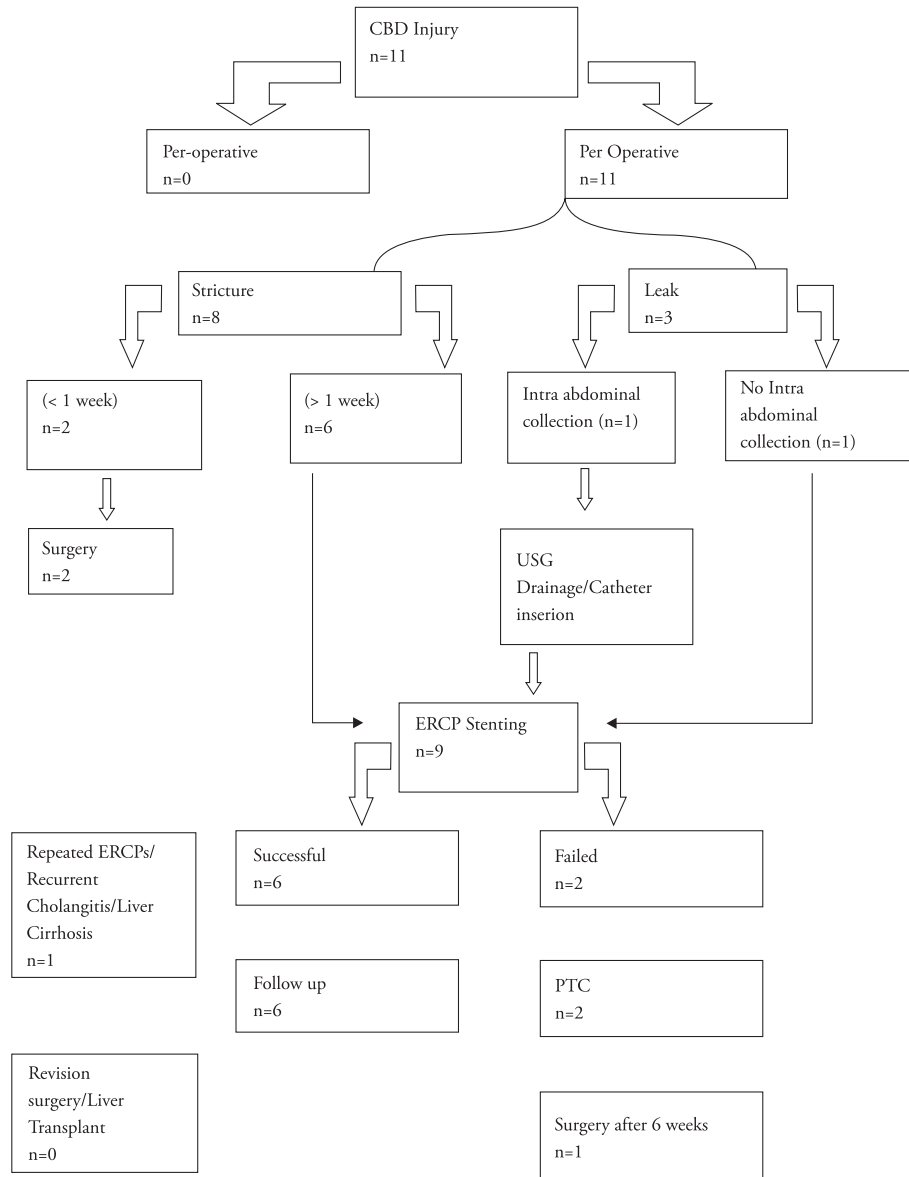 CBD Injury
n=11
Per-operative
n=0
Per Operative
n=11
Stricture
n=8
Leak
n=3
(< 1 week)
n=2
(> 1 week)
n=6
Intra abdominal
collection (n=1)
No Intra
abdominal
collection (n=1)
Surgery
n=2
USG
Drainage/Catheter
inserion
ERCP Stenting
n=9
Repeated ERCPs/
Recurrent
Cholangitis/Liver
Cirrhosis
n=1
Successful
n=6
Failed
n=2
Follow up
n=6
PTC
n=2
Revision
surgery/Liver
Transplant
n=0
Surgery after 6 weeks
n=1